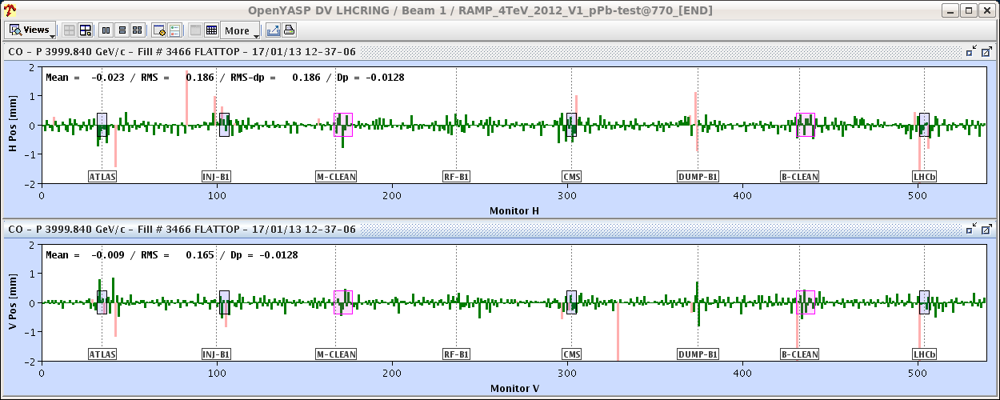 OpenYASP DV LHCRING / Beam 1 / RAMP_4TeV_2012_V1_pPb-test@770_[END]
Views More
CO - P 3999.840 GeV/c - Fill # 3466 FLATTOP - 17/01/13 12-37-06
Mean = -0.023 / RMS = 0.186 / RMS-dp = 0.186 / Dp = -0.0128
H Pos [mm]
2
1
0
-1
-2
ATLAS INJ-B1 M-CLEAN RF-B1 CMS DUMP-B1 B-CLEAN LHCb
0 100 200 300 400 500
Monitor H
CO - P 3999.840 GeV/c - Fill # 3466 FLATTOP - 17/01/13 12-37-06
Mean = -0.009 / RMS = 0.165 / Dp = -0.0128
V Pos [mm]
2
1
0
-1
-2
ATLAS INJ-B1 M-CLEAN RF-B1 CMS DUMP-B1 B-CLEAN LHCb
0 100 200 300 400 500
Monitor V